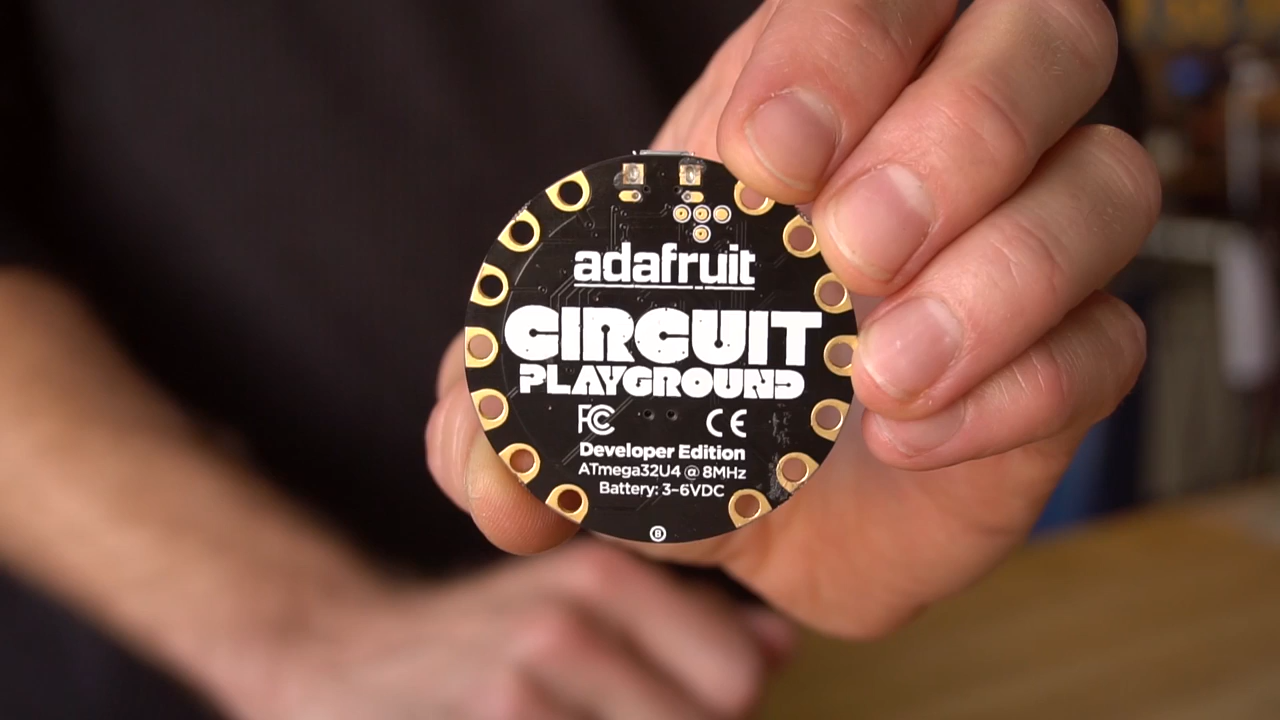 adafruit
CIRCUIT
PLAYGROUND
FC CE
Developer Edition
ATmega32U4 @ 8MHz
Battery: 3-6VDC
B